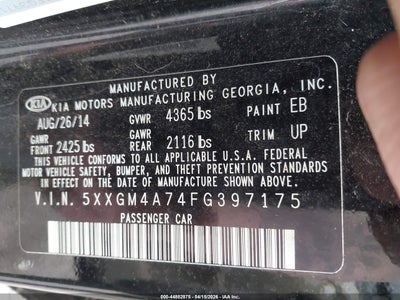 MANUFACTURED BY
KIA KIA MOTORS MANUFACTURING GEORGIA, INC.
AUG/26/14 GVWR 4365 lbs PAINT EB
GAWR FRONT 2425 lbs GAWR REAR 2116 lbs TRIM UP
THIS VEHICLE CONFORMS TO ALL APPLICABLE U.S.A. FEDERAL
MOTOR VEHICLE SAFETY, BUMPER, AND THEFT PREVENTION
STANDARDS IN EFFECT ON THE DATE OF MANUFACTURE SHOWN ABOVE.
V.I.N. 5XXGM4A74FG397175
PASSENGER CAR
000-44882875 - 04/15/2026 - IAAI.com